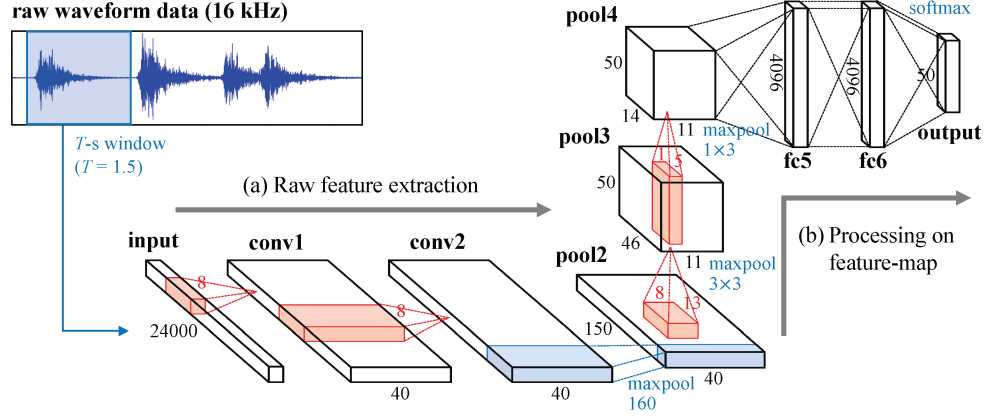 raw waveform data (16 kHz)
T-s window
(T = 1.5)
(a) Raw feature extraction
input
8
24000
conv1
8
40
conv2
40
maxpool
160
pool2
8
13
150
40
pool3
1
5
50
46
11
maxpool
3×3
pool4
50
14
11
maxpool
1×3
4096
fc5
4096
fc6
softmax
50
output
(b) Processing on
feature-map